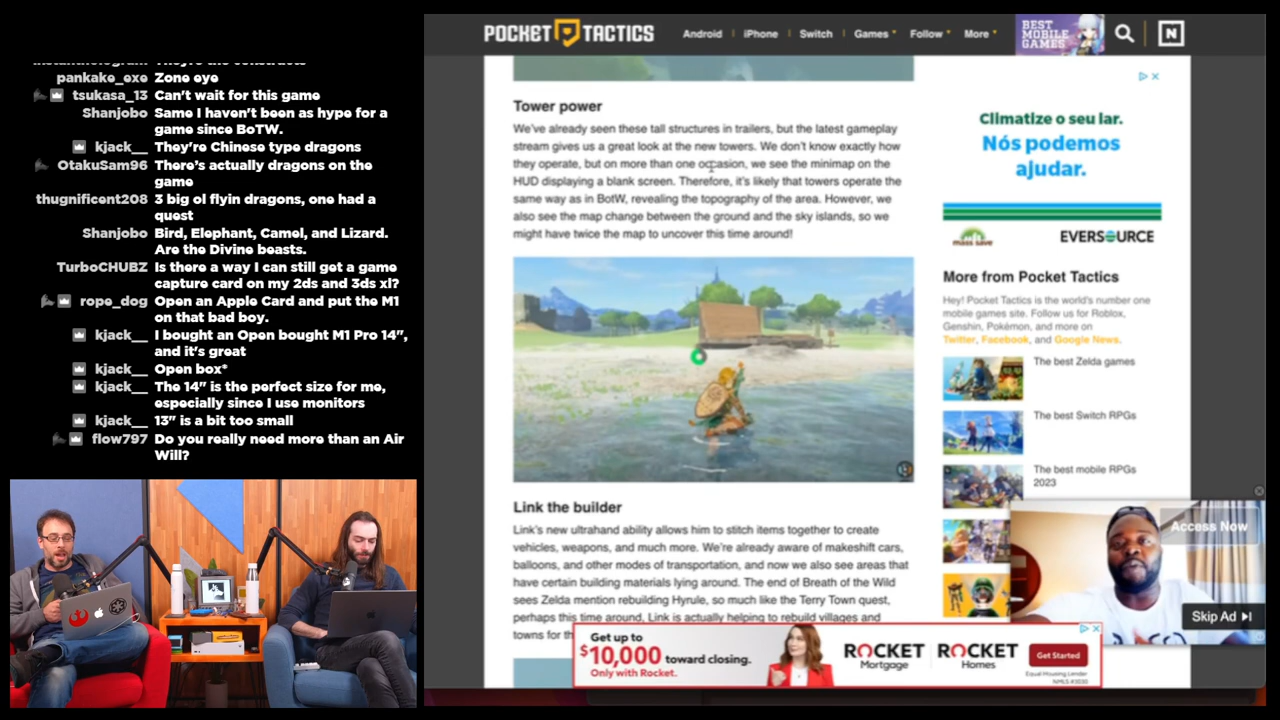 They're the constructs
pankake_exe Zone eye
tsukasa_13 Can't wait for this game
Shanjobo Same I haven't been as hype for a
game since BoTW.
kjack__ They're Chinese type dragons
OtakuSam96 There's actually dragons on the
game
thugnificent208 3 big ol flyin dragons, one had a
quest
Shanjobo Bird, Elephant, Camel, and Lizard.
Are the Divine beasts.
TurboCHUBZ Is there a way I can still get a game
capture card on my 2ds and 3ds xl?
rope_dog Open an Apple Card and put the M1
on that bad boy.
kjack__ I bought an Open bought M1 Pro 14",
and it's great
kjack__ Open box*
kjack__ The 14" is the perfect size for me,
especially since I use monitors
kjack__ 13" is a bit too small
flow797 Do you really need more than an Air
Will?
POCKET TACTICS
Android iPhone Switch Games Follow More
BEST
MOBILE
GAMES
N
Tower power
We've already seen these tall structures in trailers, but the latest gameplay
stream gives us a great look at the new towers. We don't know exactly how
they operate, but on more than one occasion, we see the minimap on the
HUD displaying a blank screen. Therefore, it's likely that towers operate the
same way as in BotW, revealing the topography of the area. However, we
also see the map change between the ground and the sky islands, so we
might have twice the map to uncover this time around!
Link the builder
Link's new ultrahand ability allows him to stitch items together to create
vehicles, weapons, and much more. We're already aware of makeshift cars,
balloons, and other modes of transportation, and now we also see areas that
have certain building materials lying around. The end of Breath of the Wild
sees Zelda mention rebuilding Hyrule, so much like the Terry Town quest,
perhaps this time around, Link is actually helping to rebuild villages and
towns for th
Climatize o seu lar.
Nós podemos
ajudar.
mass save
EVERSOURCE
More from Pocket Tactics
Hey! Pocket Tactics is the world's number one
mobile games site. Follow us for Roblox,
Genshin, Pokémon, and more on
Twitter, Facebook, and Google News.
The best Zelda games
The best Switch RPGs
The best mobile RPGs
2023
Access Now
Skip Ad
Get up to
$10,000 toward closing.
Only with Rocket.
ROCKET
Mortgage
ROCKET
Homes
Get Started
Equal Housing Lender
NMLS #3030